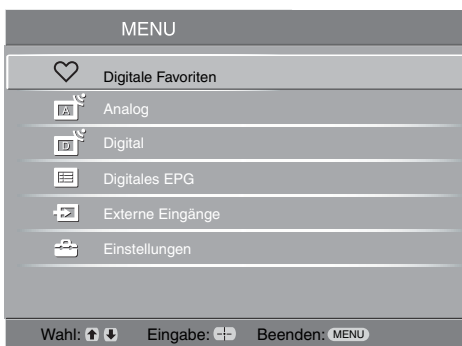 MENU
Digitale Favoriten
A Analog
D Digital
Digitales EPG
Externe Eingänge
Einstellungen
Wahl: Eingabe: Beenden: MENU